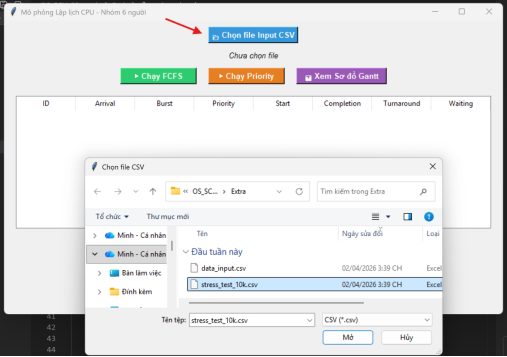 Mô phỏng Lập lịch CPU - Nhóm 6 người
Chọn file Input CSV
Chưa chọn file
Chạy FCFS Chạy Priority Xem Sơ đồ Gantt
ID Arrival Burst Priority Start Completion Turnaround Waiting
Chọn file CSV
« OS_SC... › Extra Tìm kiếm trong Extra
Tổ chức Thư mục mới
Minh - Cá nhân
Minh - Cá nhân
Bàn làm việc
Đính kèm
Tên Ngày sửa đổi Loại
Đầu tuần này
data_input.csv 02/04/2026 3:39 CH Excel
stress_test_10k.csv 02/04/2026 3:39 CH Excel
Tên tệp: stress_test_10k.csv CSV (*.csv)
Mở Hủy
41
42
43
44